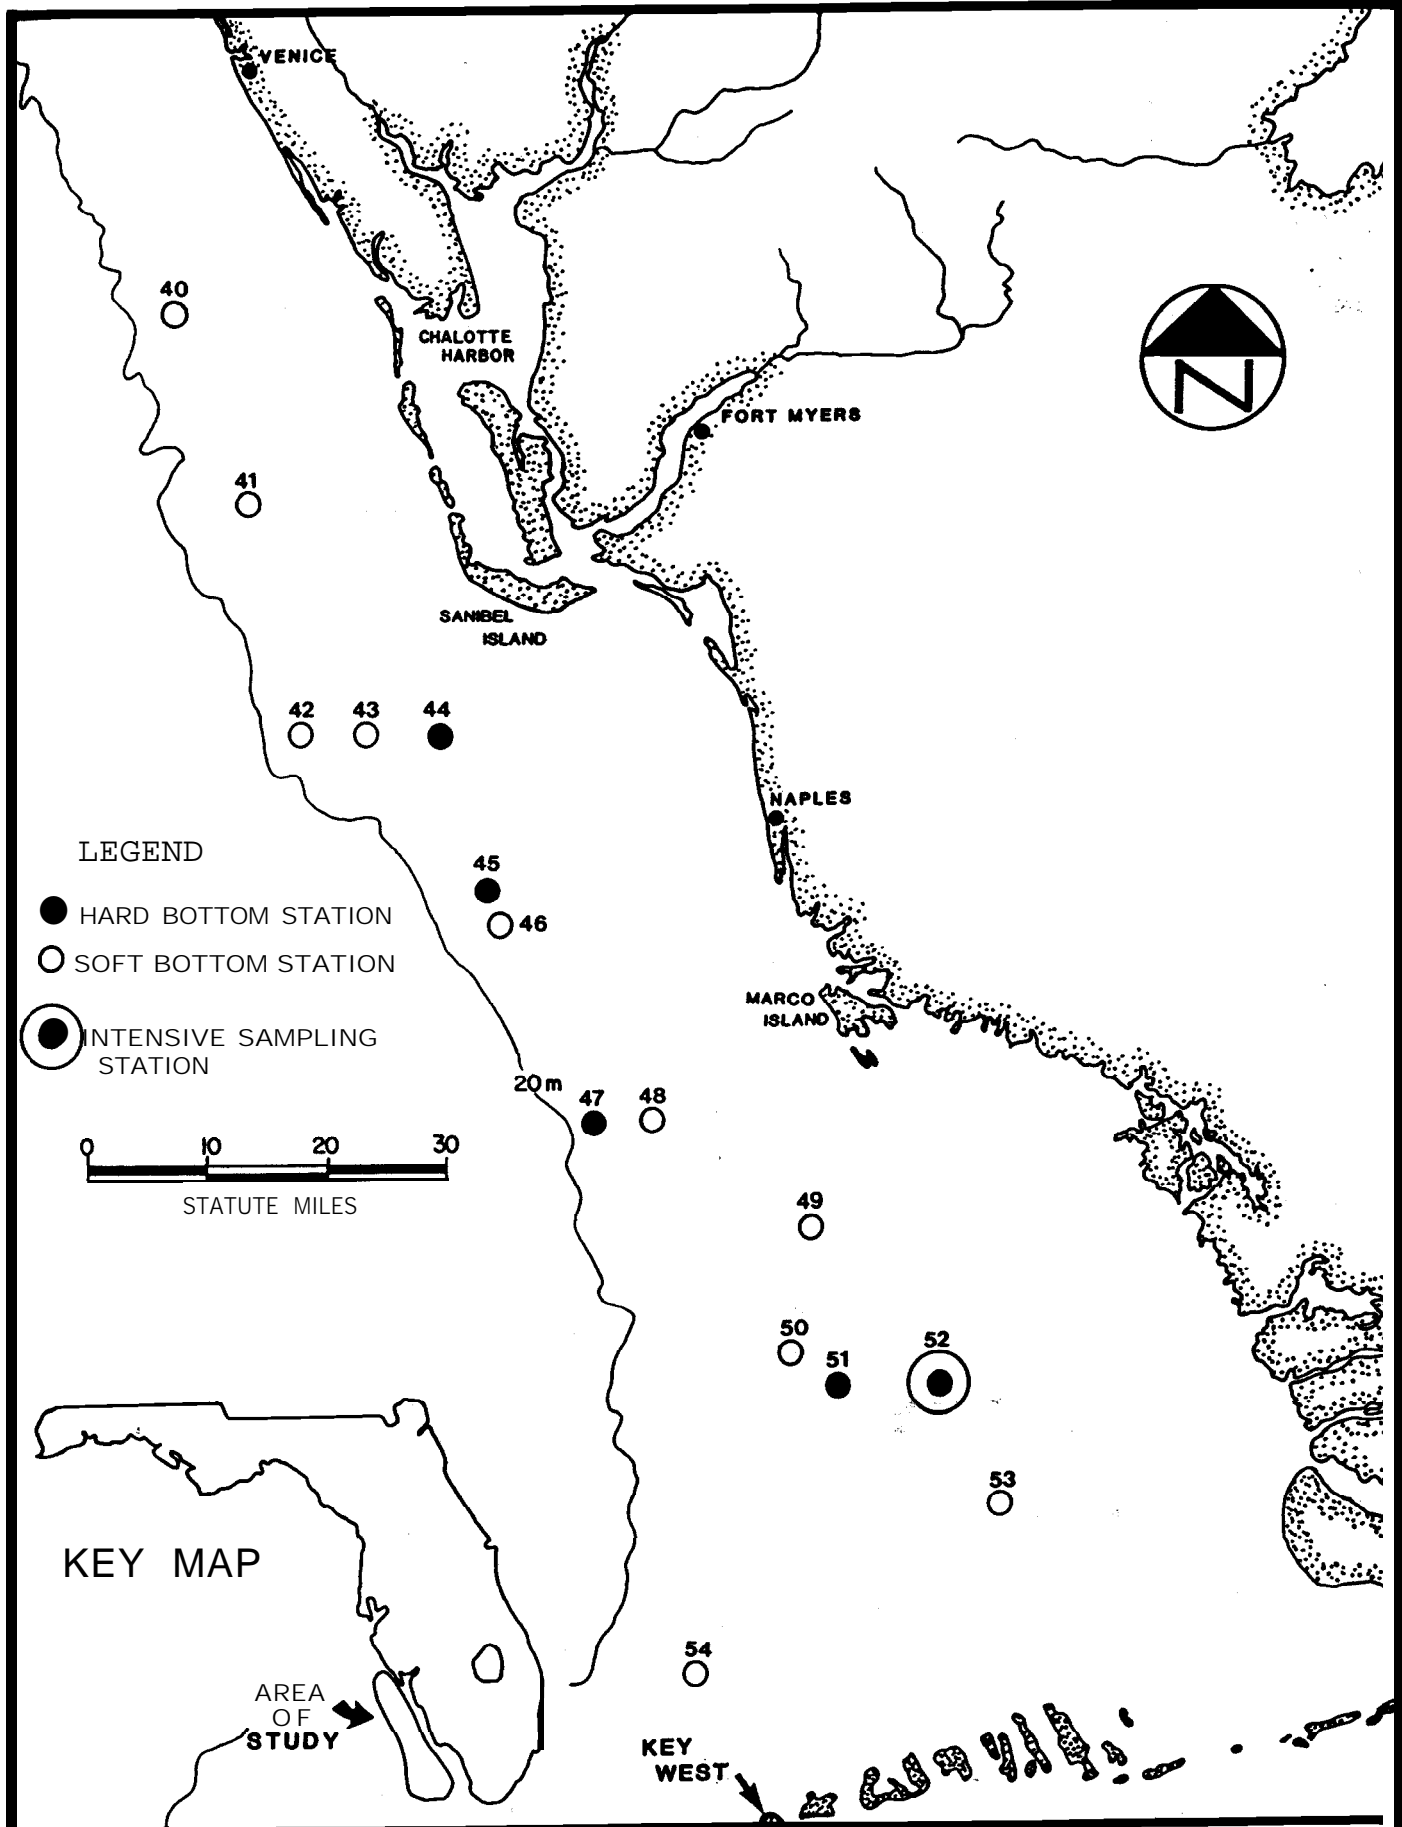 VENICE
40
CHALOTTE
HARBOR
N
FORT MYERS
41
SANIBEL
ISLAND
42 43 44
NAPLES
LEGEND
45
HARD BOTTOM STATION
46
SOFT BOTTOM STATION
MARCO
ISLAND
INTENSIVE SAMPLING
STATION
20m
47 48
0 10 20 30
STATUTE MILES
49
50
51
52
53
KEY MAP
54
AREA
OF
STUDY
KEY
WEST